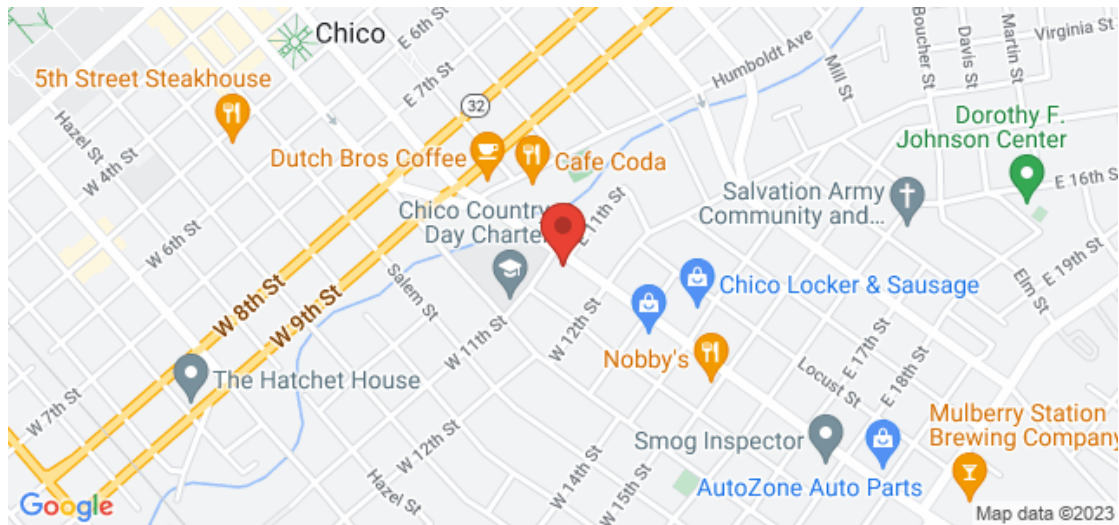 E 6th St
Chico
Humboldt Ave
Mill St
Boucher St
Davis St
Martin St
Virginia St
5th Street Steakhouse
E 7th St
32
Hazel St
W 4th St
Dutch Bros Coffee
Cafe Coda
Dorothy F.
Johnson Center
E 16th St
Salvation Army
Community and...
Chico Country
Day Charter
E 11th St
W 6th St
Salem St
W 8th St
W 9th St
W 11th St
W 12th St
Chico Locker & Sausage
Elm St
E 19th St
Nobby's
E 17th St
E 18th St
Locust St
The Hatchet House
W 7th St
W 12th St
Hazel St
W 14th St
W 15th St
Smog Inspector
AutoZone Auto Parts
Mulberry Station
Brewing Company
Google
Map data ©2023